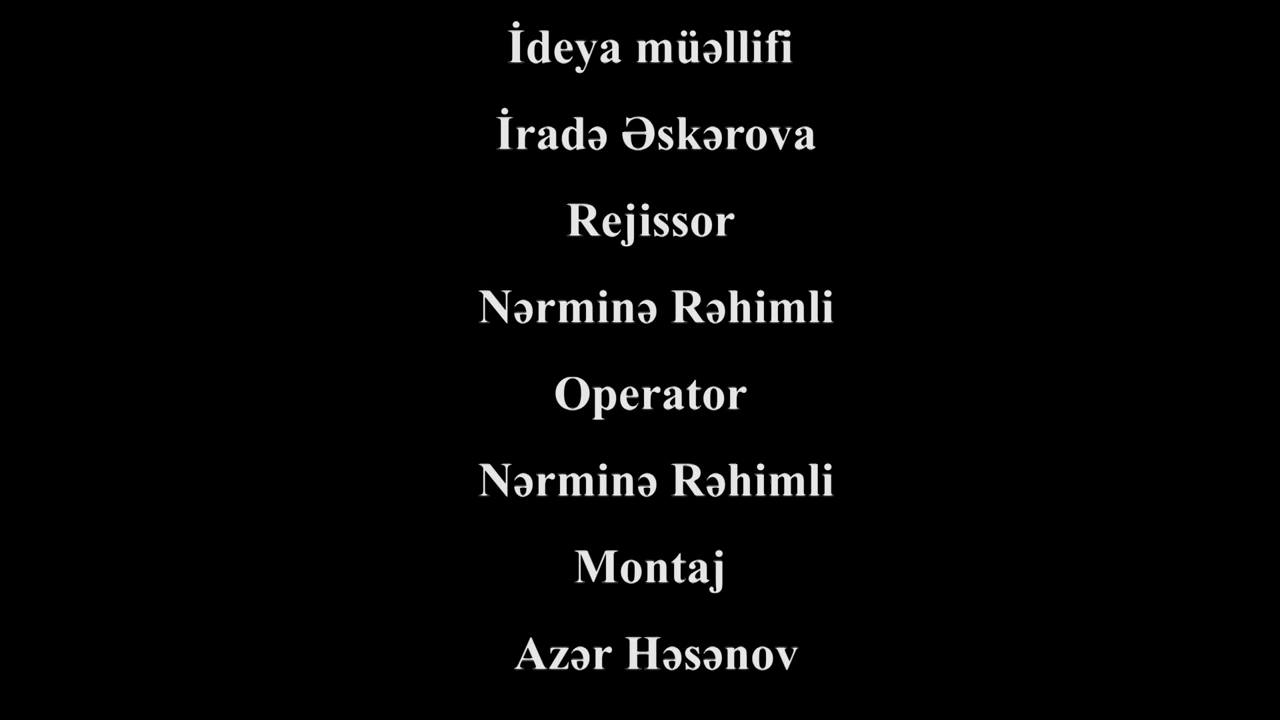 İdeya müəllifi
İradə Əskərova
Rejissor
Nərminə Rəhimli
Operator
Nərminə Rəhimli
Montaj
Azər Həsənov